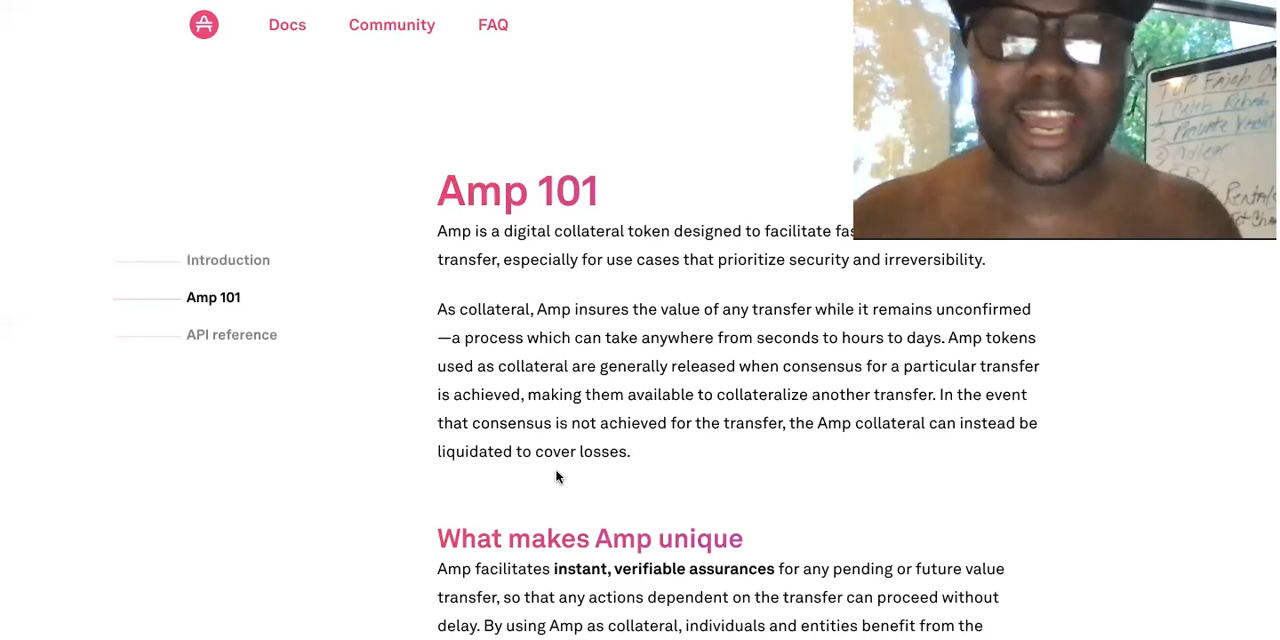 Docs Community FAQ
Amp 101
Amp is a digital collateral token designed to facilitate
transfer, especially for use cases that prioritize security and irreversibility.
Introduction
Amp 101
API reference
As collateral, Amp insures the value of any transfer while it remains unconfirmed
—a process which can take anywhere from seconds to hours to days. Amp tokens
used as collateral are generally released when consensus for a particular transfer
is achieved, making them available to collateralize another transfer. In the event
that consensus is not achieved for the transfer, the Amp collateral can instead be
liquidated to cover losses.
What makes Amp unique
Amp facilitates instant, verifiable assurances for any pending or future value
transfer, so that any actions dependent on the transfer can proceed without
delay. By using Amp as collateral, individuals and entities benefit from the
TOP
Private
Rentals